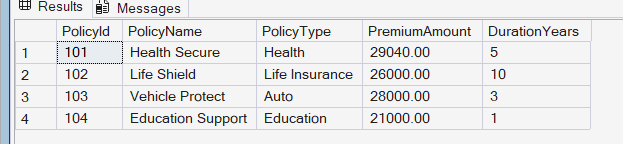 Results Messages
PolicyId PolicyName PolicyType PremiumAmount DurationYears
1 101 Health Secure Health 29040.00 5
2 102 Life Shield Life Insurance 26000.00 10
3 103 Vehicle Protect Auto 28000.00 3
4 104 Education Support Education 21000.00 1